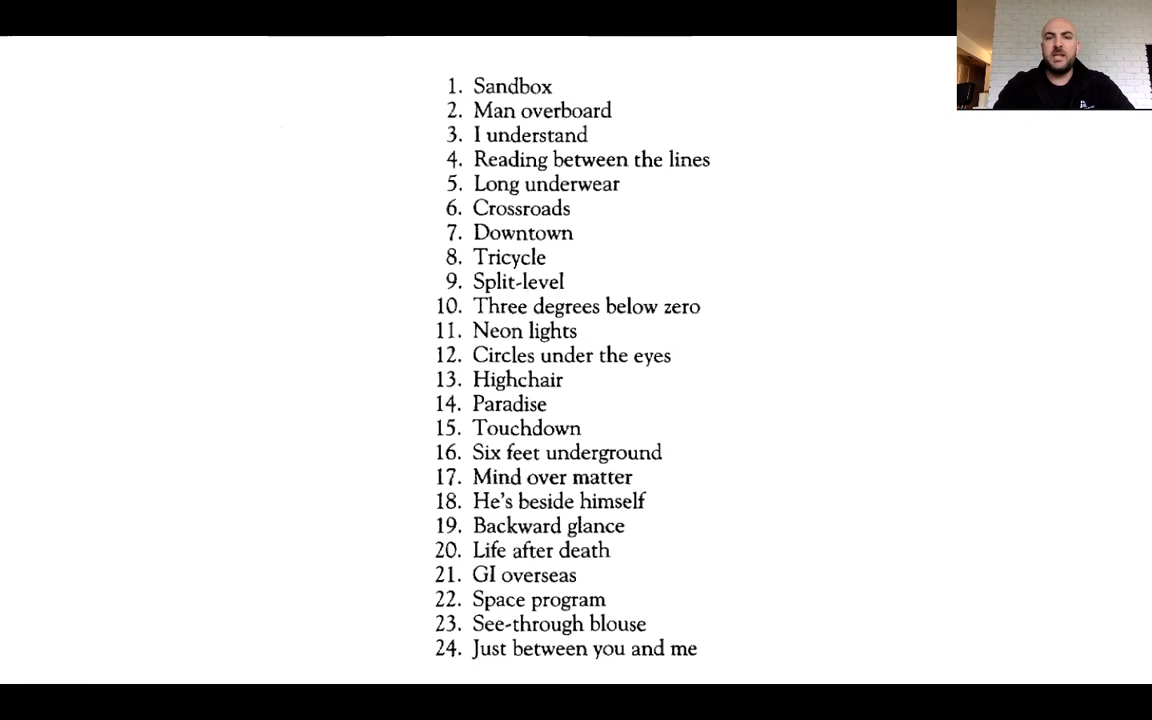 1. Sandbox
2. Man overboard
3. I understand
4. Reading between the lines
5. Long underwear
6. Crossroads
7. Downtown
8. Tricycle
9. Split-level
10. Three degrees below zero
11. Neon lights
12. Circles under the eyes
13. Highchair
14. Paradise
15. Touchdown
16. Six feet underground
17. Mind over matter
18. He's beside himself
19. Backward glance
20. Life after death
21. GI overseas
22. Space program
23. See-through blouse
24. Just between you and me